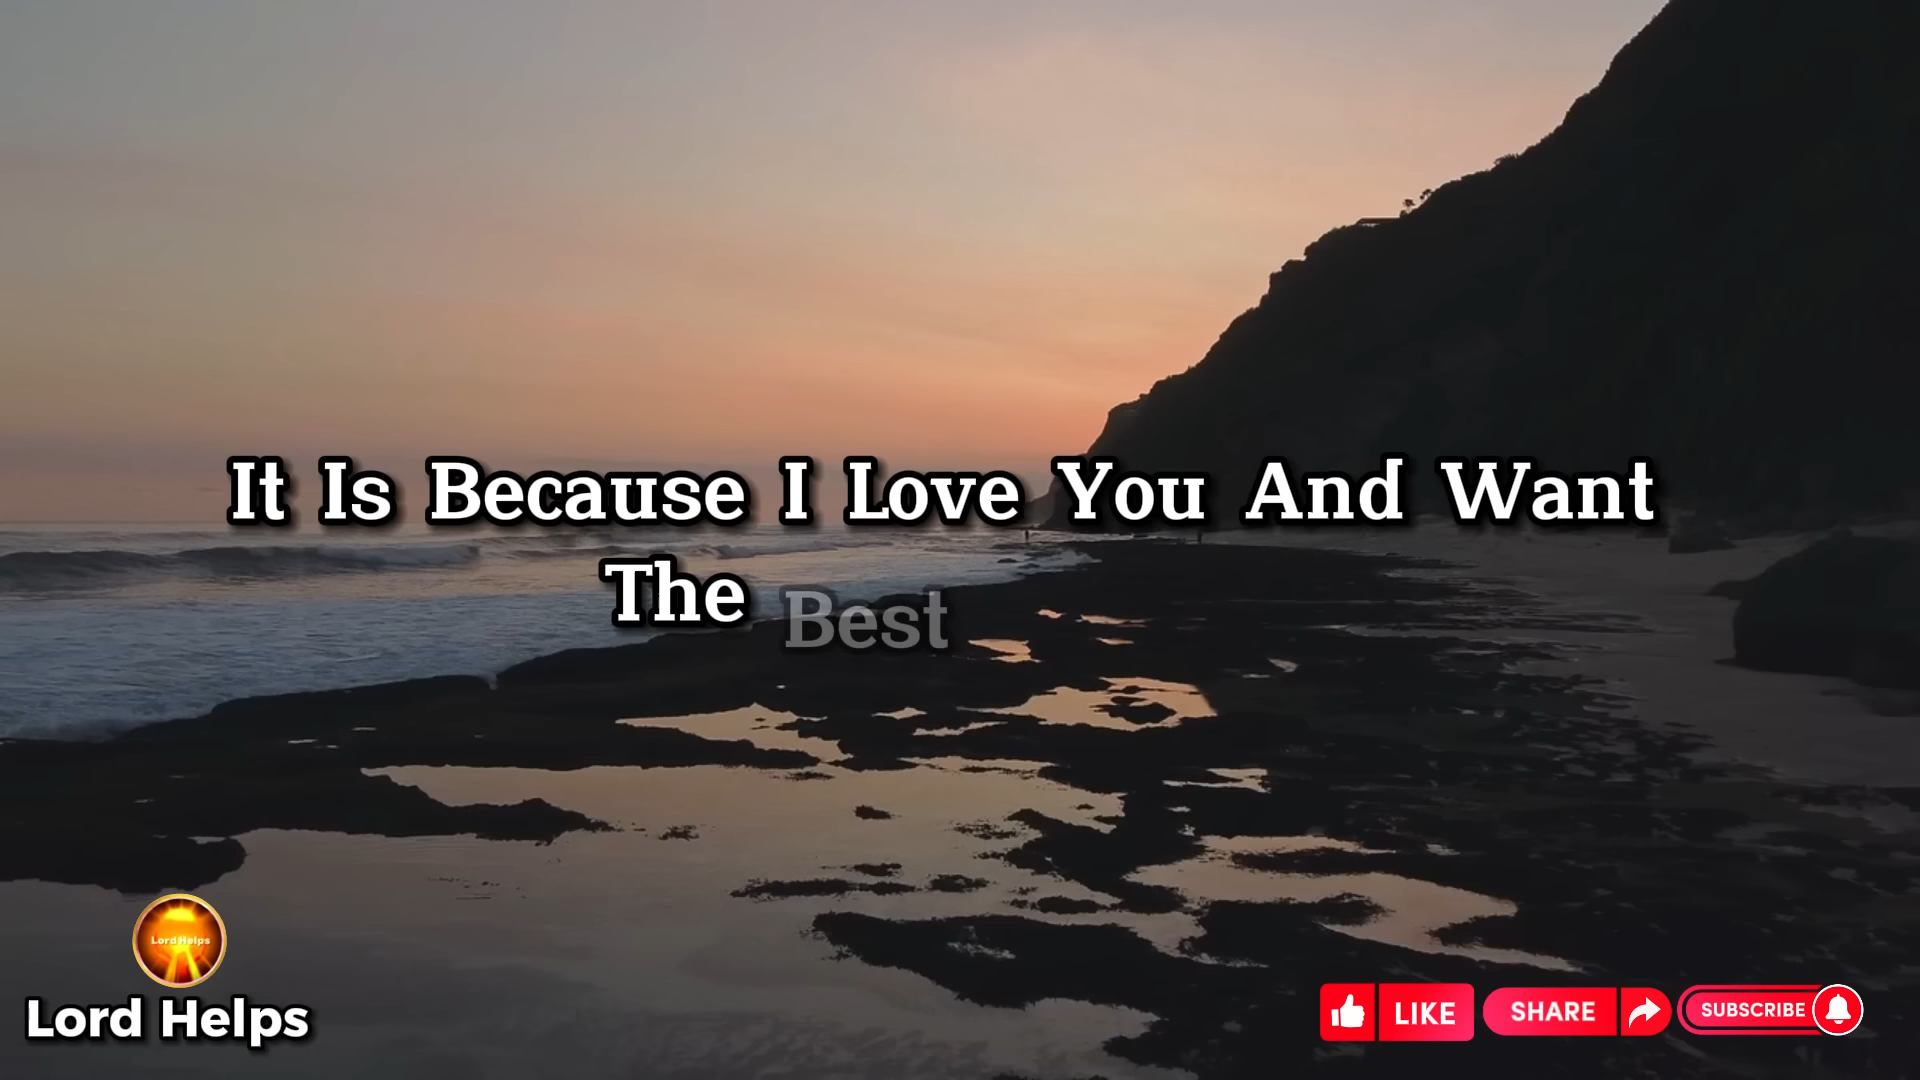 It Is Because I Love You And Want
The Best
Lord Helps
Lord Helps
LIKE
SHARE
SUBSCRIBE